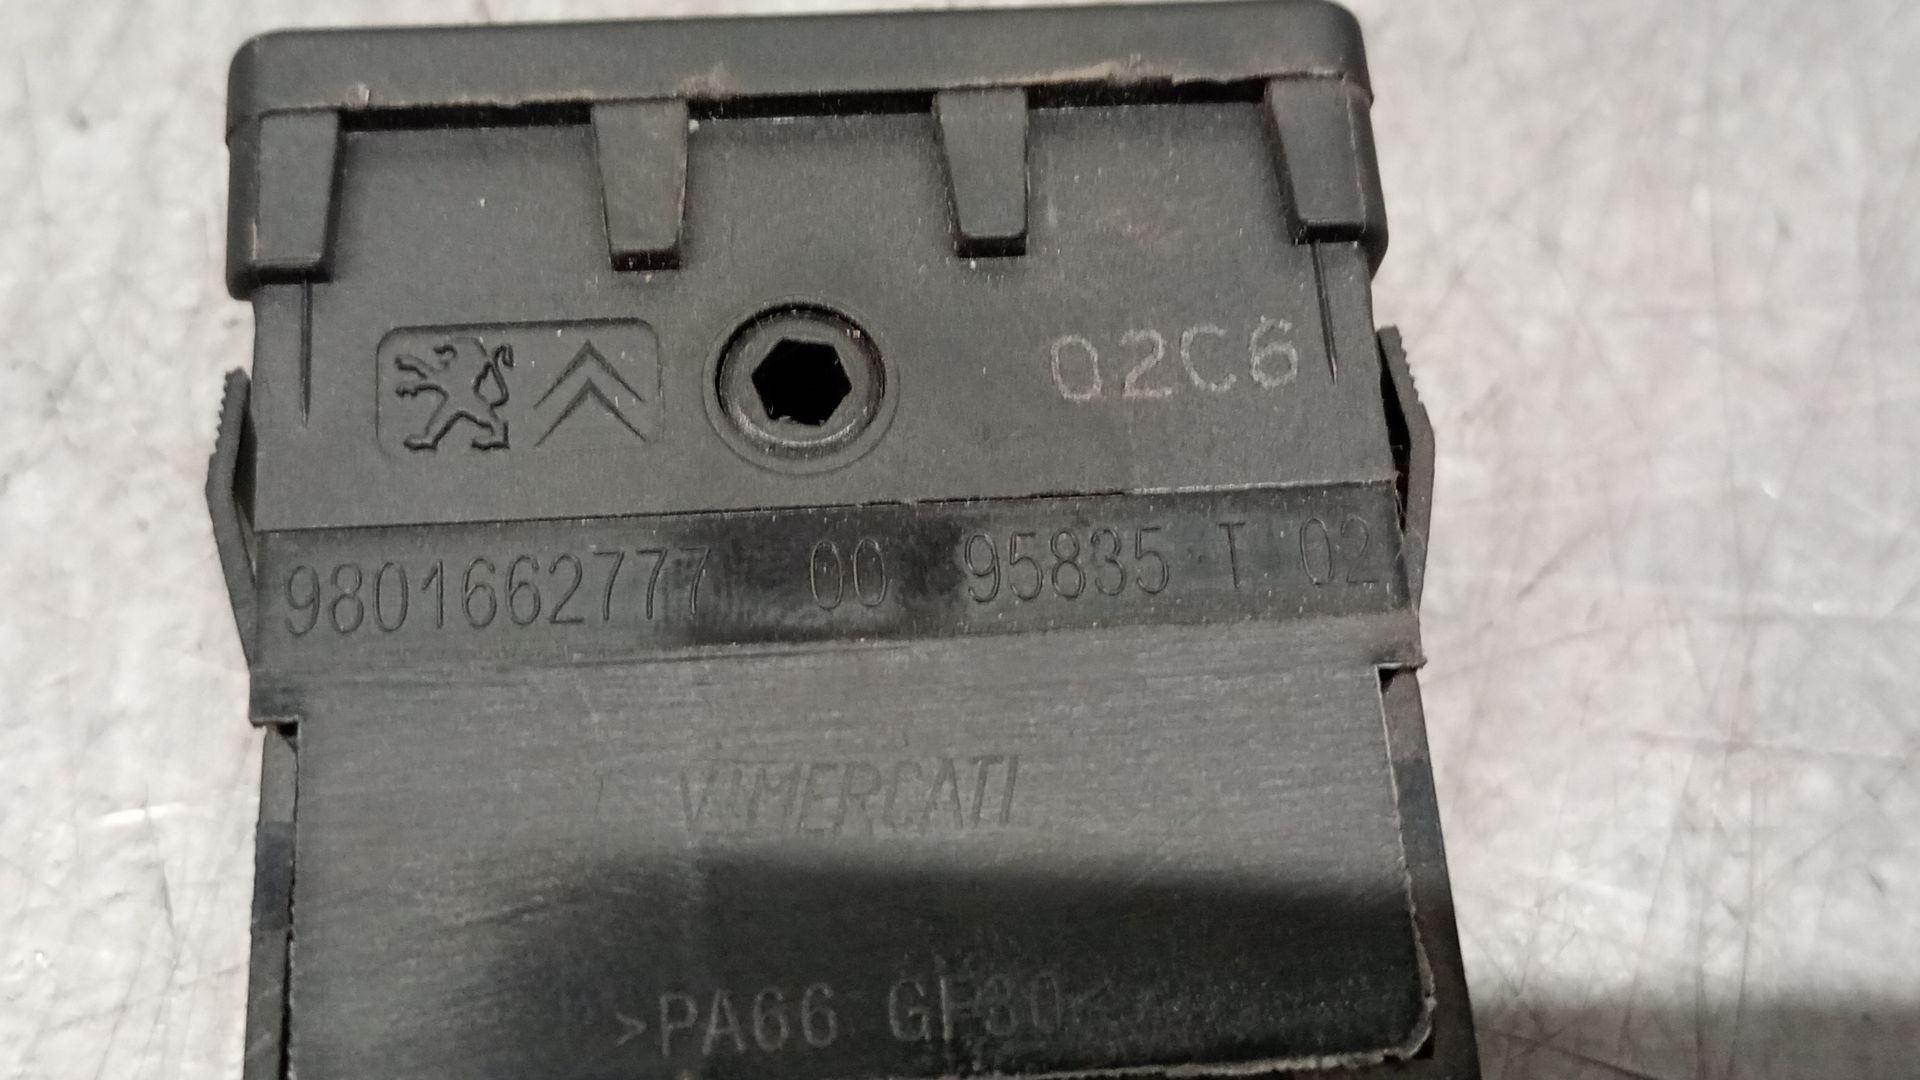 02C6
9801662777 00 95835 T 02
VIMERCATI
>PA66 GF30<